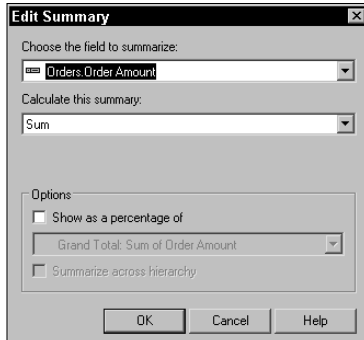 Edit Summary
Choose the field to summarize:
Orders.Order Amount
Calculate this summary:
Sum
Options
Show as a percentage of
Grand Total: Sum of Order Amount
Summarize across hierarchy
OK Cancel Help